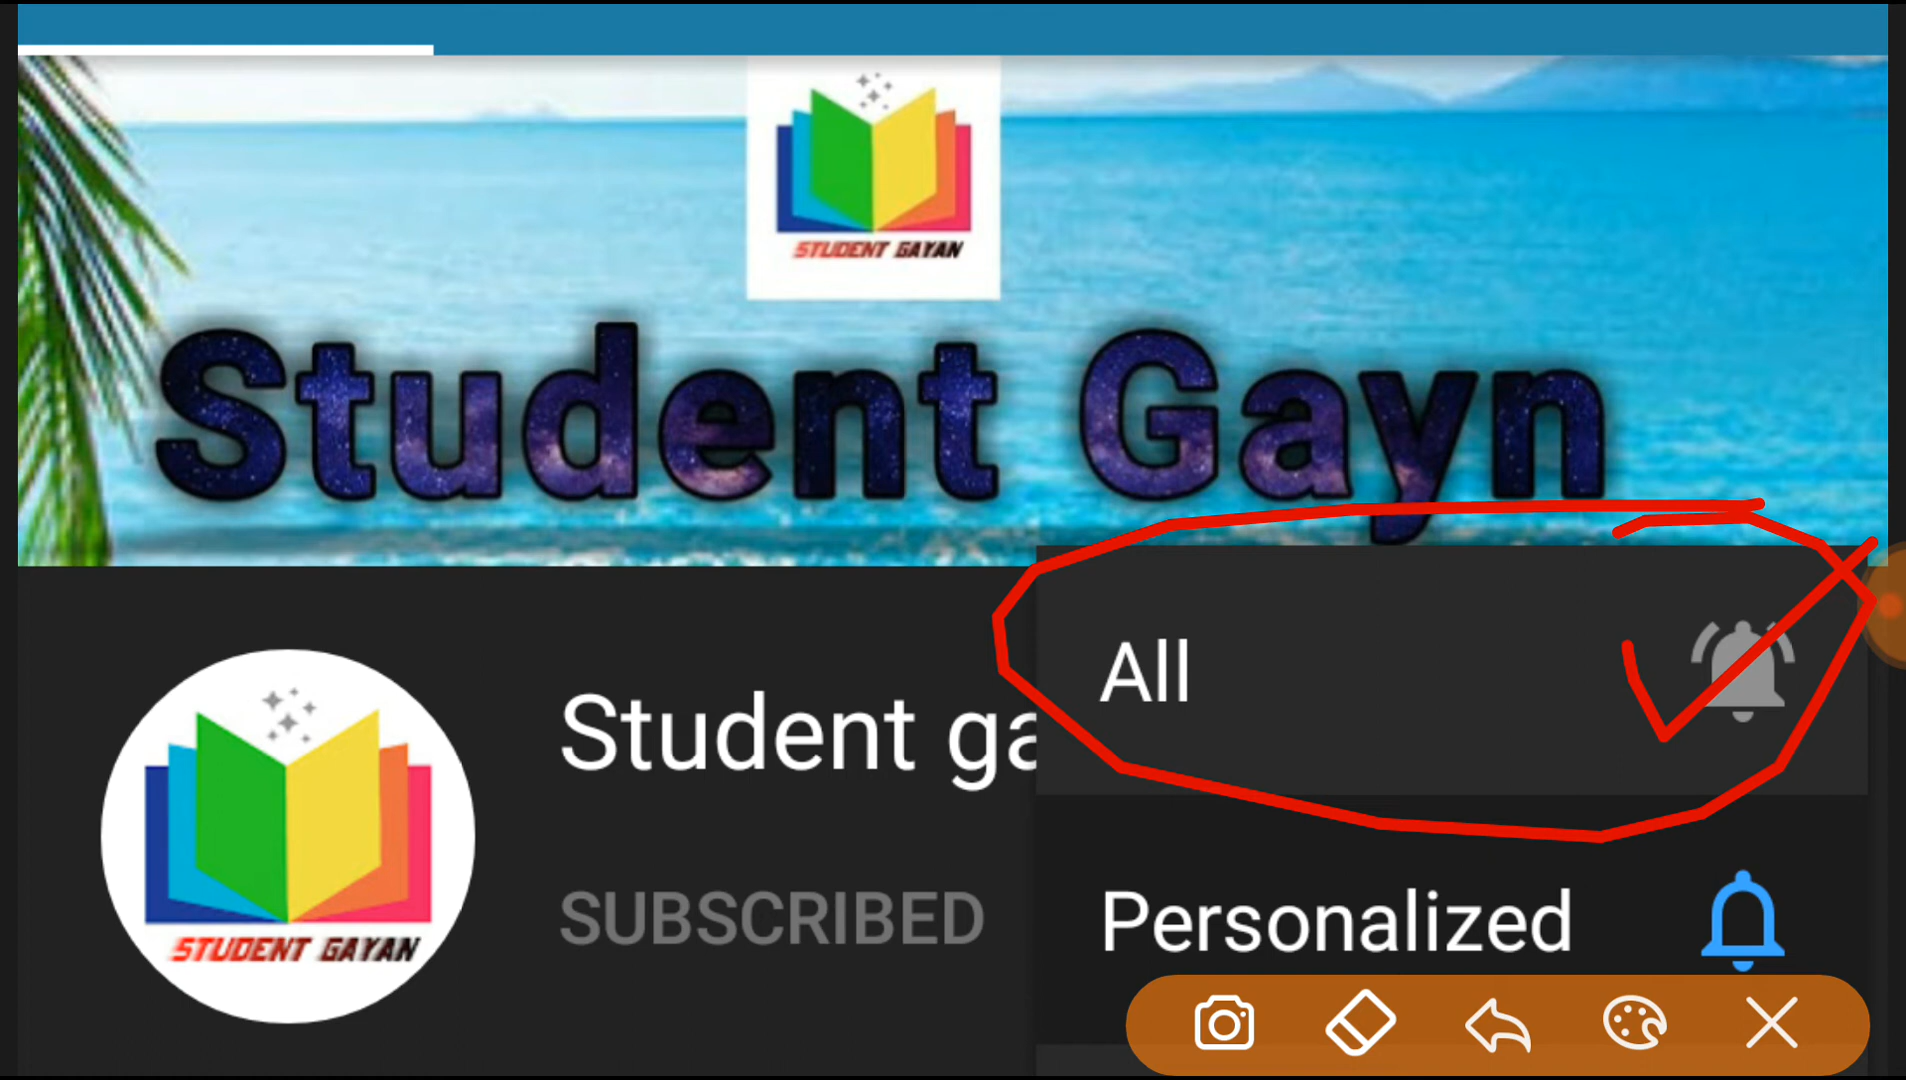 STUDENT GAYAN
Student Gayn
All
Student ga
SUBSCRIBED
Personalized
STUDENT GAYAN